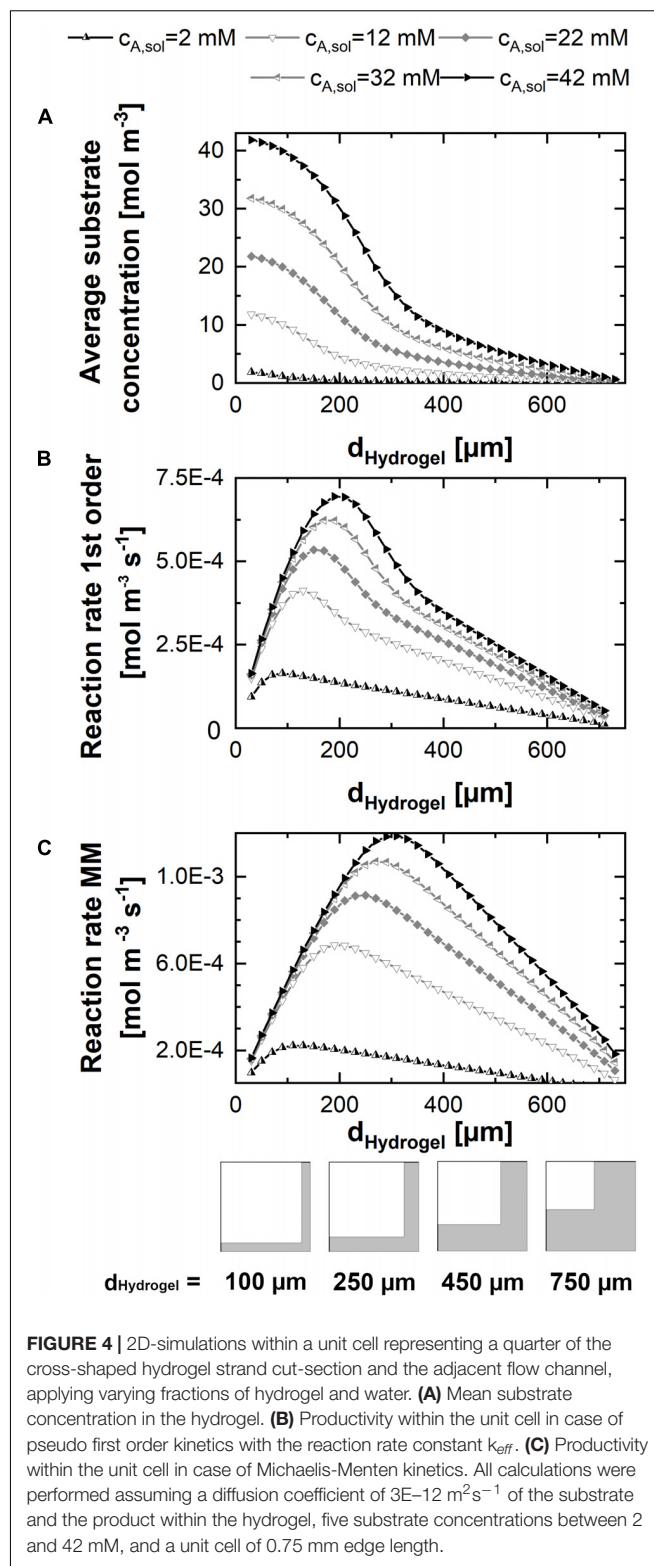 c_A,sol=2 mM c_A,sol=12 mM c_A,sol=22 mM
c_A,sol=32 mM c_A,sol=42 mM
A
Average substrate
concentration [mol m⁻³]
40
30
20
10
0
0 200 400 600
d_Hydrogel [µm]
B
Reaction rate 1st order
[mol m⁻³ s⁻¹]
7.5E-4
5.0E-4
2.5E-4
0
0 200 400 600
d_Hydrogel [µm]
C
Reaction rate MM
[mol m⁻³ s⁻¹]
1.0E-3
6.0E-4
2.0E-4
0 200 400 600
d_Hydrogel [µm]
d_Hydrogel = 100 µm 250 µm 450 µm 750 µm
FIGURE 4 | 2D-simulations within a unit cell representing a quarter of the
cross-shaped hydrogel strand cut-section and the adjacent flow channel,
applying varying fractions of hydrogel and water. (A) Mean substrate
concentration in the hydrogel. (B) Productivity within the unit cell in case of
pseudo first order kinetics with the reaction rate constant k_eff. (C) Productivity
within the unit cell in case of Michaelis-Menten kinetics. All calculations were
performed assuming a diffusion coefficient of 3E–12 m²s⁻¹ of the substrate
and the product within the hydrogel, five substrate concentrations between 2
and 42 mM, and a unit cell of 0.75 mm edge length.